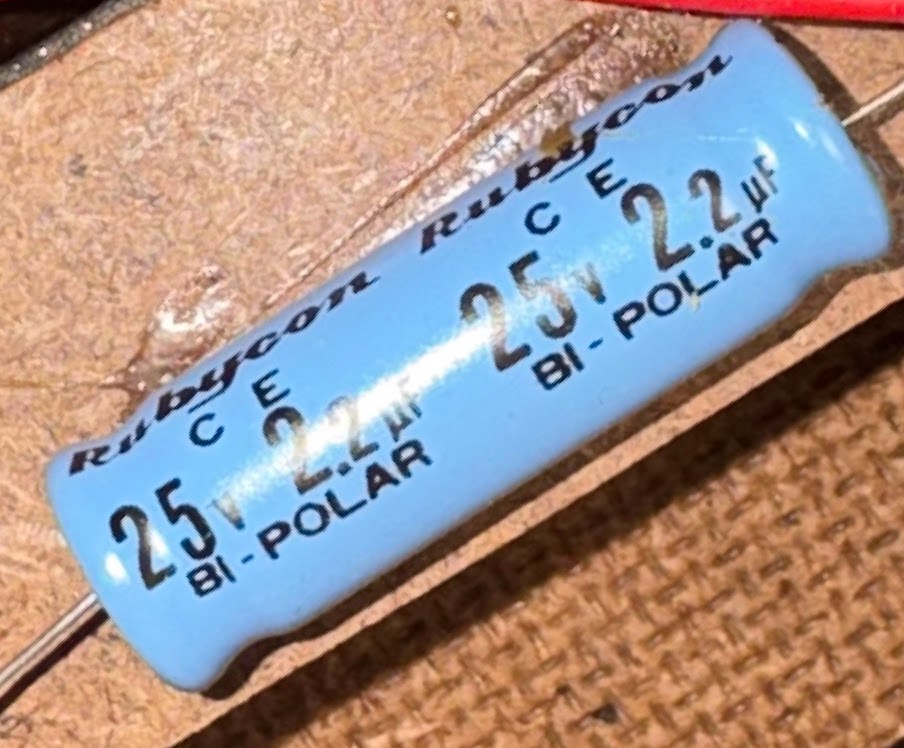 Rubycon Rubycon
C E C E
25V 2.2µF 25V 2.2µF
BI-POLAR BI-POLAR